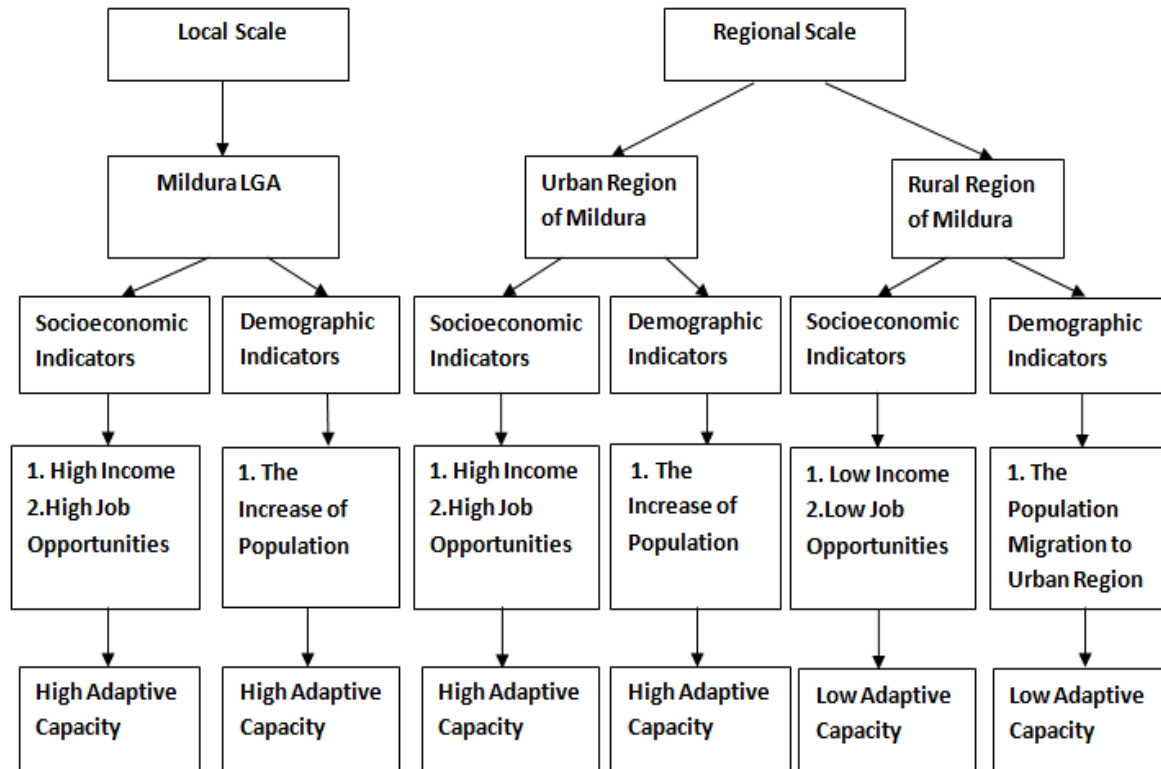 Local Scale
Regional Scale
Mildura LGA
Urban Region
of Mildura
Rural Region
of Mildura
Socioeconomic
Indicators
Demographic
Indicators
Socioeconomic
Indicators
Demographic
Indicators
Socioeconomic
Indicators
Demographic
Indicators
1. High Income
2.High Job
Opportunities
1. The
Increase of
Population
1. High Income
2.High Job
Opportunities
1. The
Increase of
Population
1. Low Income
2.Low Job
Opportunities
1. The
Population
Migration to
Urban Region
High Adaptive
Capacity
High Adaptive
Capacity
High Adaptive
Capacity
High Adaptive
Capacity
Low Adaptive
Capacity
Low Adaptive
Capacity